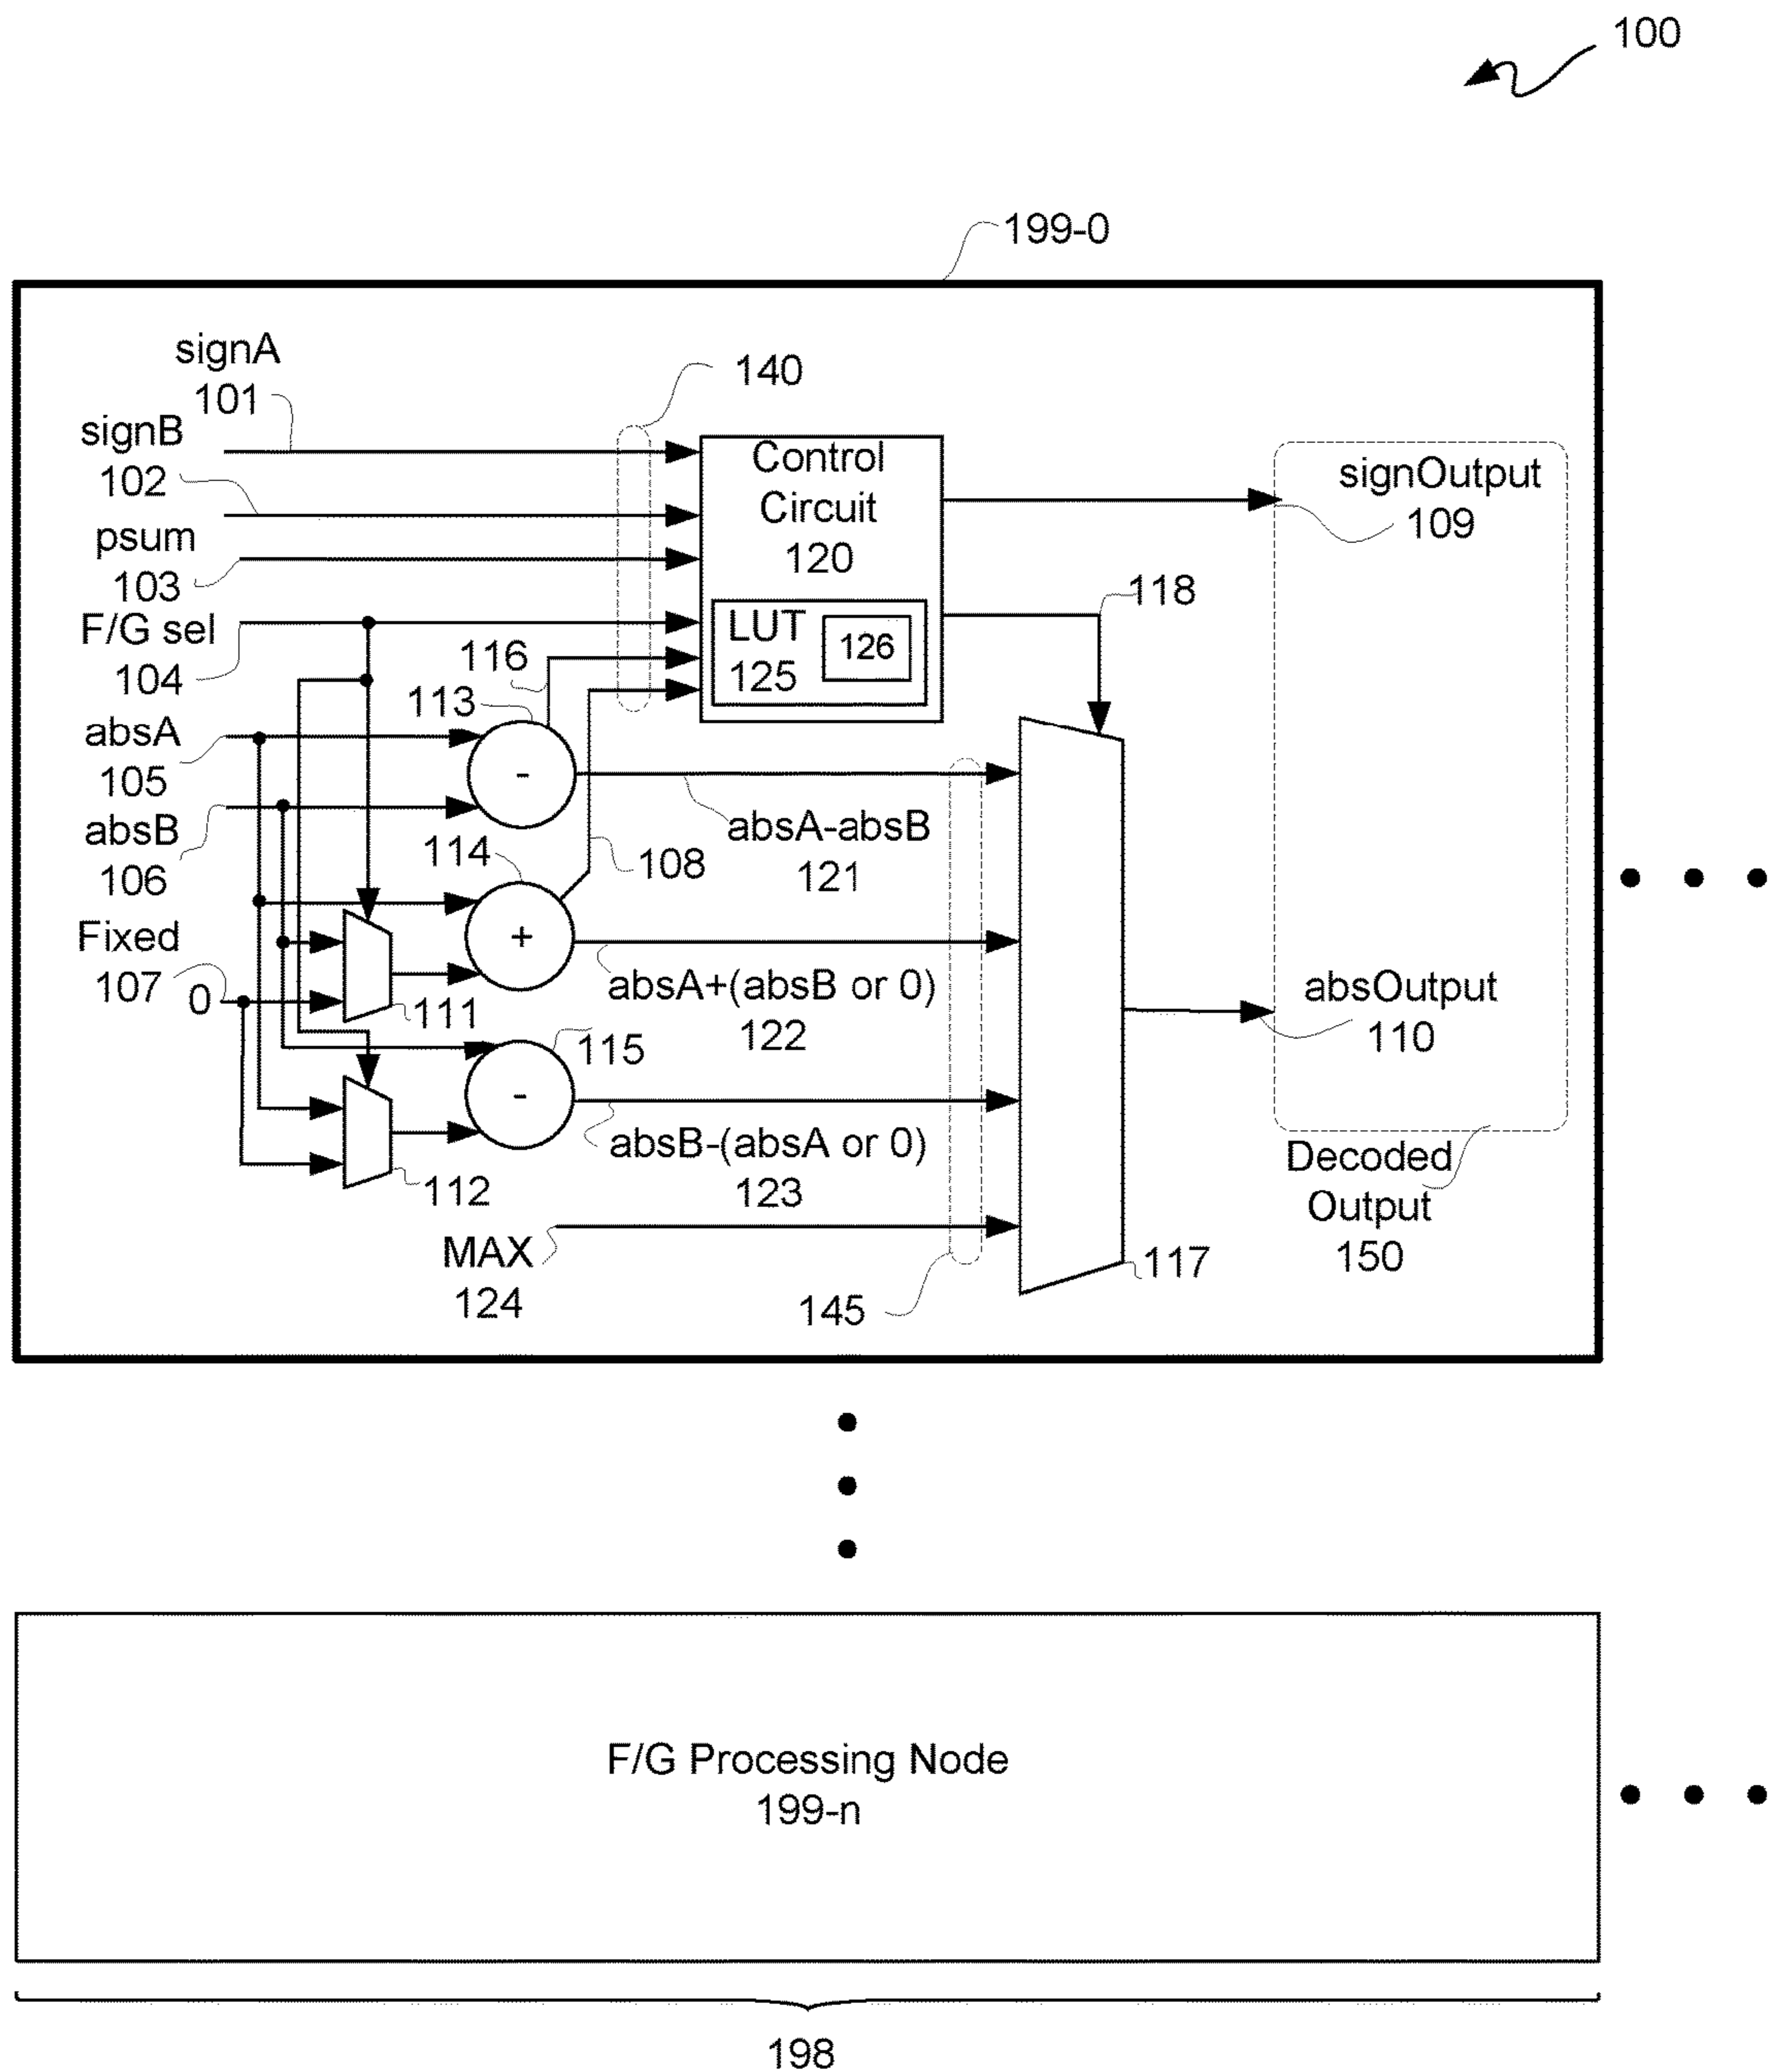 100
199-0
signA
101
140
signB
102
Control
Circuit
120
signOutput
109
psum
103
118
F/G sel
104
LUT
125
126
116
113
absA
105
-
absA-absB
121
absB
106
114
108
Fixed
107
0
+
absA+(absB or 0)
122
absOutput
110
111
115
-
absB-(absA or 0)
123
112
Decoded
Output
150
MAX
124
145
117
F/G Processing Node
199-n
198